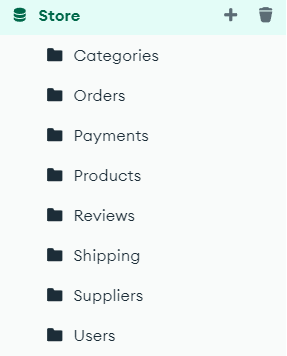 Store
Categories
Orders
Payments
Products
Reviews
Shipping
Suppliers
Users